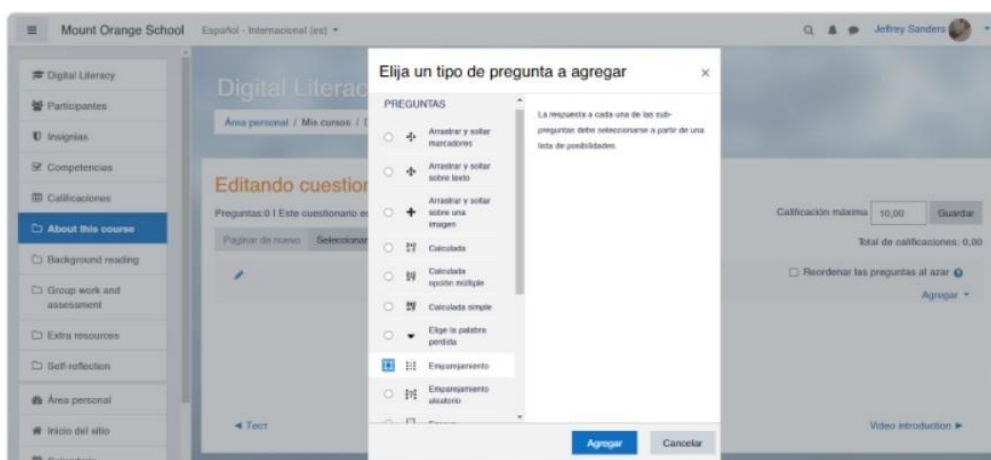 Mount Orange School Español - Internacional (es)
Jeffrey Sanders
Digital Literacy
Participantes
Insignias
Competencias
Calificaciones
About this course
Background reading
Group work and
assessment
Extra resources
Self-reflection
Área personal
Inicio del sitio
Digital Literac
Área personal / Mis cursos /
Editando cuestion
Preguntas:0 | Este cuestionario
Paginar de nuevo Seleccionar
Calificación máxima 10,00 Guardar
Total de calificaciones: 0,00
Reordenar las preguntas al azar
Agregar
Elija un tipo de pregunta a agregar
PREGUNTAS
Arrastrar y soltar
marcadores
Arrastrar y soltar
sobre texto
Arrastrar y soltar
sobre una
imagen
Calculada
Calculada
opción múltiple
Calculada simple
Elige la palabra
perdida
Emparejamiento
Emparejamiento
aleatorio
La respuesta a cada una de las sub-
preguntas debe seleccionarse a partir de una
lista de posibilidades.
Agregar Cancelar
◄ Тест
Video introduction ►